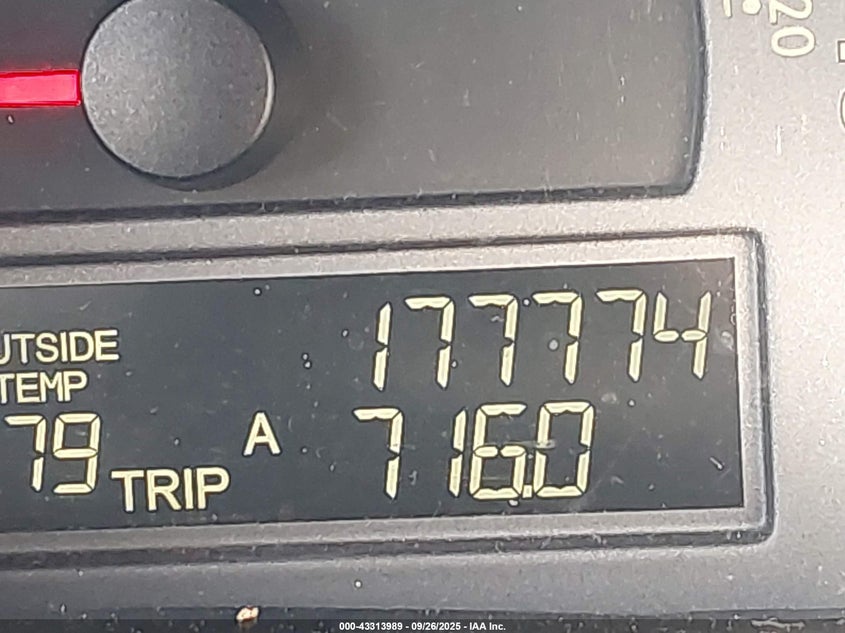 20
UTSIDE
TEMP
177774
79 TRIP A 716.0
000-43313989 - 09/26/2025 - IAA Inc.